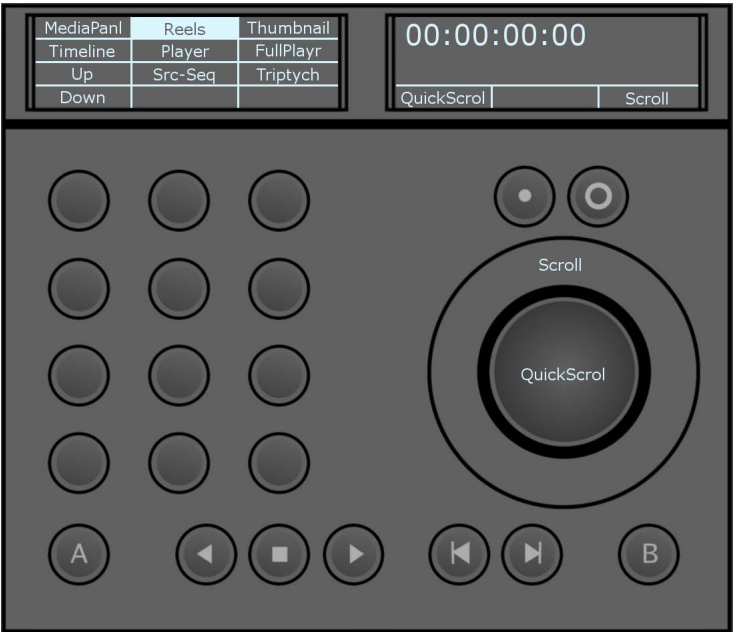 MediaPanl Reels Thumbnail
Timeline Player FullPlayr
Up Src-Seq Triptych
Down
00:00:00:00
QuickScrol Scroll
Scroll
QuickScrol
A
B